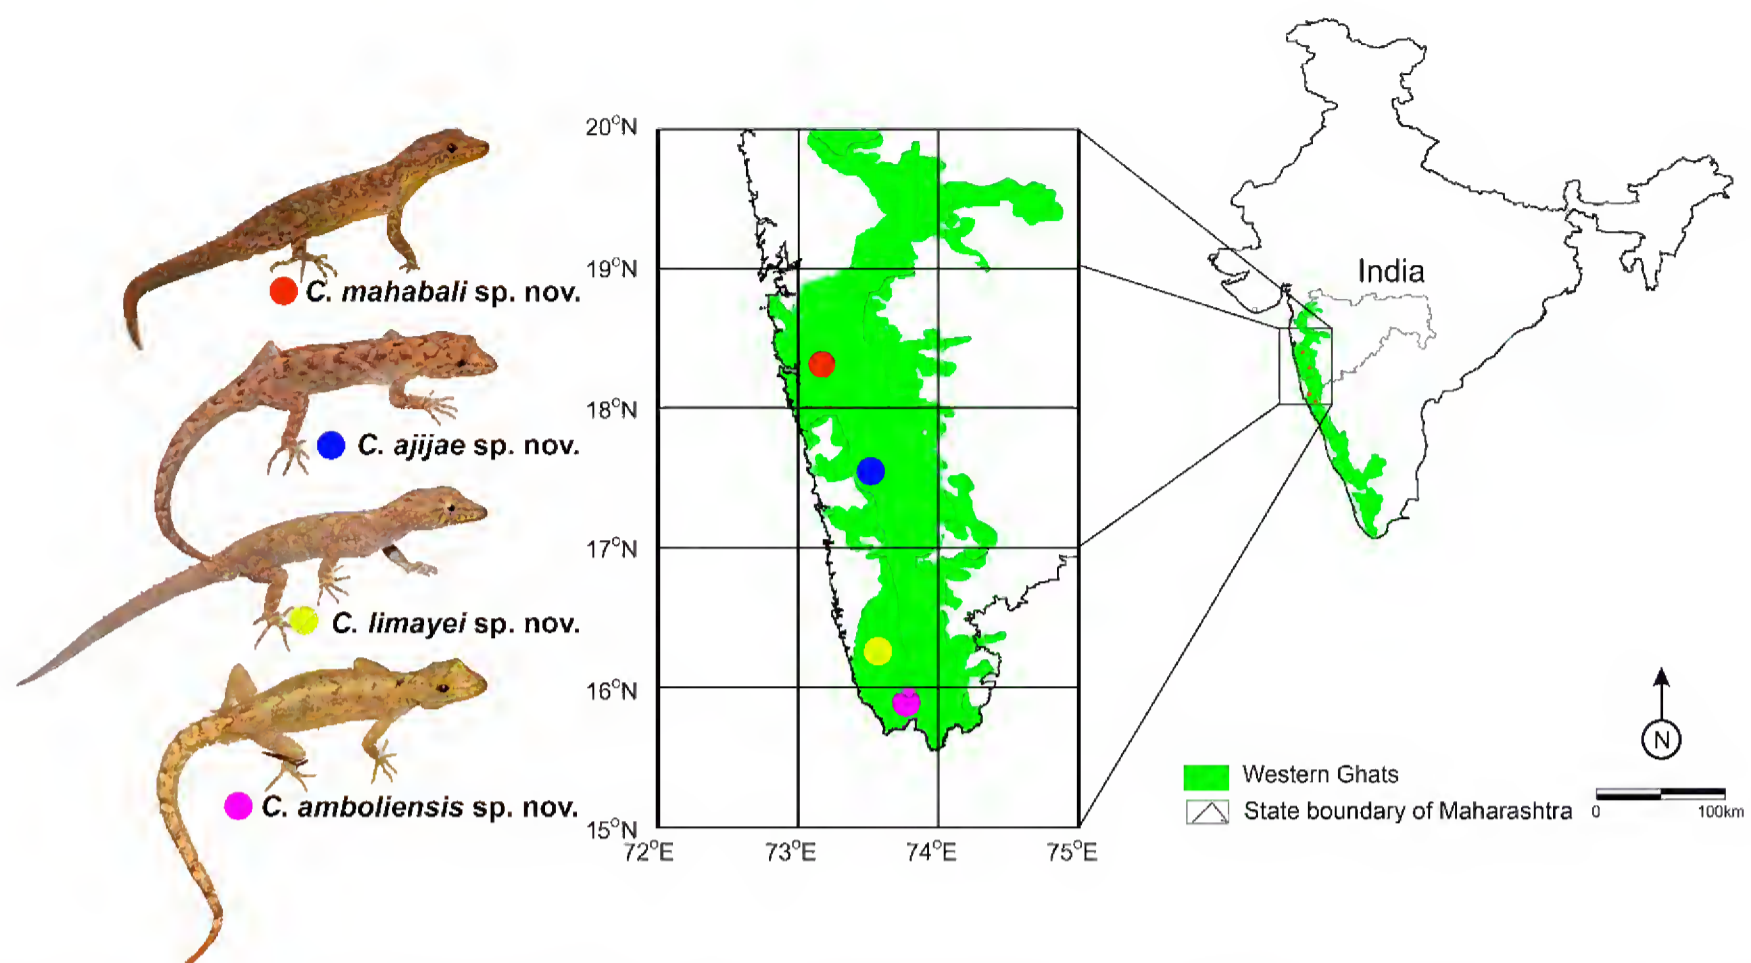 C. mahabali sp. nov.
C. ajijae sp. nov.
C. limayei sp. nov.
C. amboliensis sp. nov.
20°N
19°N
18°N
17°N
16°N
15°N
72°E
73°E
74°E
75°E
India
N
Western Ghats
State boundary of Maharashtra
0
100km